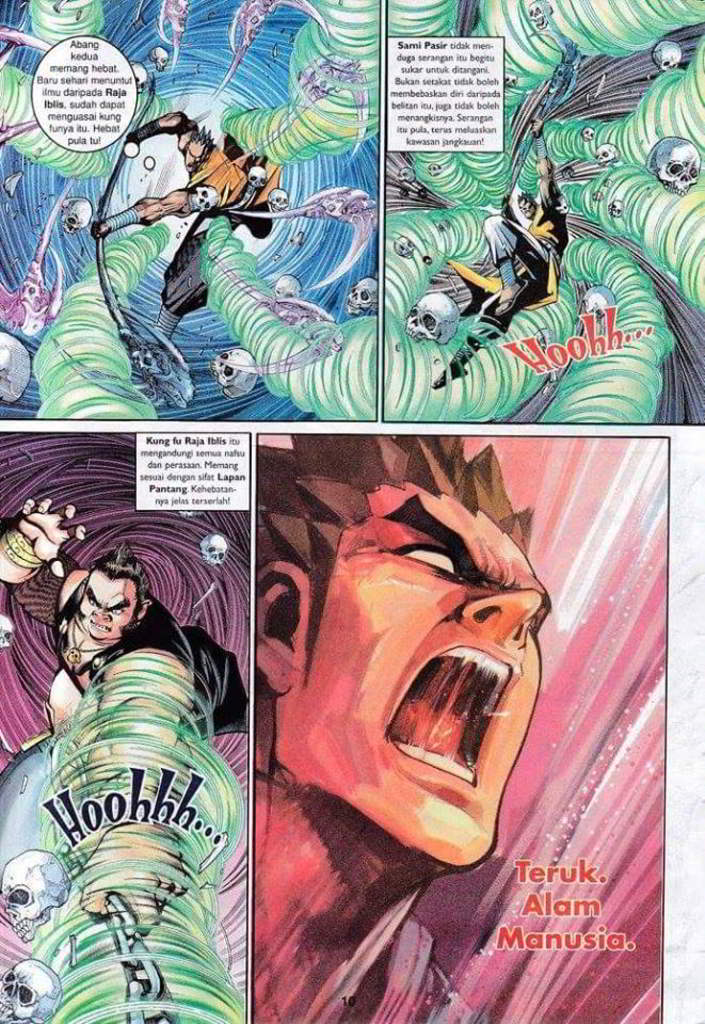 Abang
kedua
memang hebat.
Baru sehari menuntut
ilmu daripada Raja
Iblis, sudah dapat
menguasai kung
funya itu. Hebat
pula tu!
Sami Pasir tidak men-
duga serangan itu begitu
sukar untuk ditangani.
Bukan setakat tidak boleh
membebaskan diri daripada
belitan itu, juga tidak boleh
menangkisnya. Serangan
itu pula, terus meluaskan
kawasan jangkauan!
Hoohh...
Kung fu Raja Iblis itu
mengandungi semua nafsu
dan perasaan. Memang
sesuai dengan sifat Lapan
Pantang. Kehebatan-
nya jelas terserlah!
Hoohhh...
Teruk.
Alam
Manusia.
10